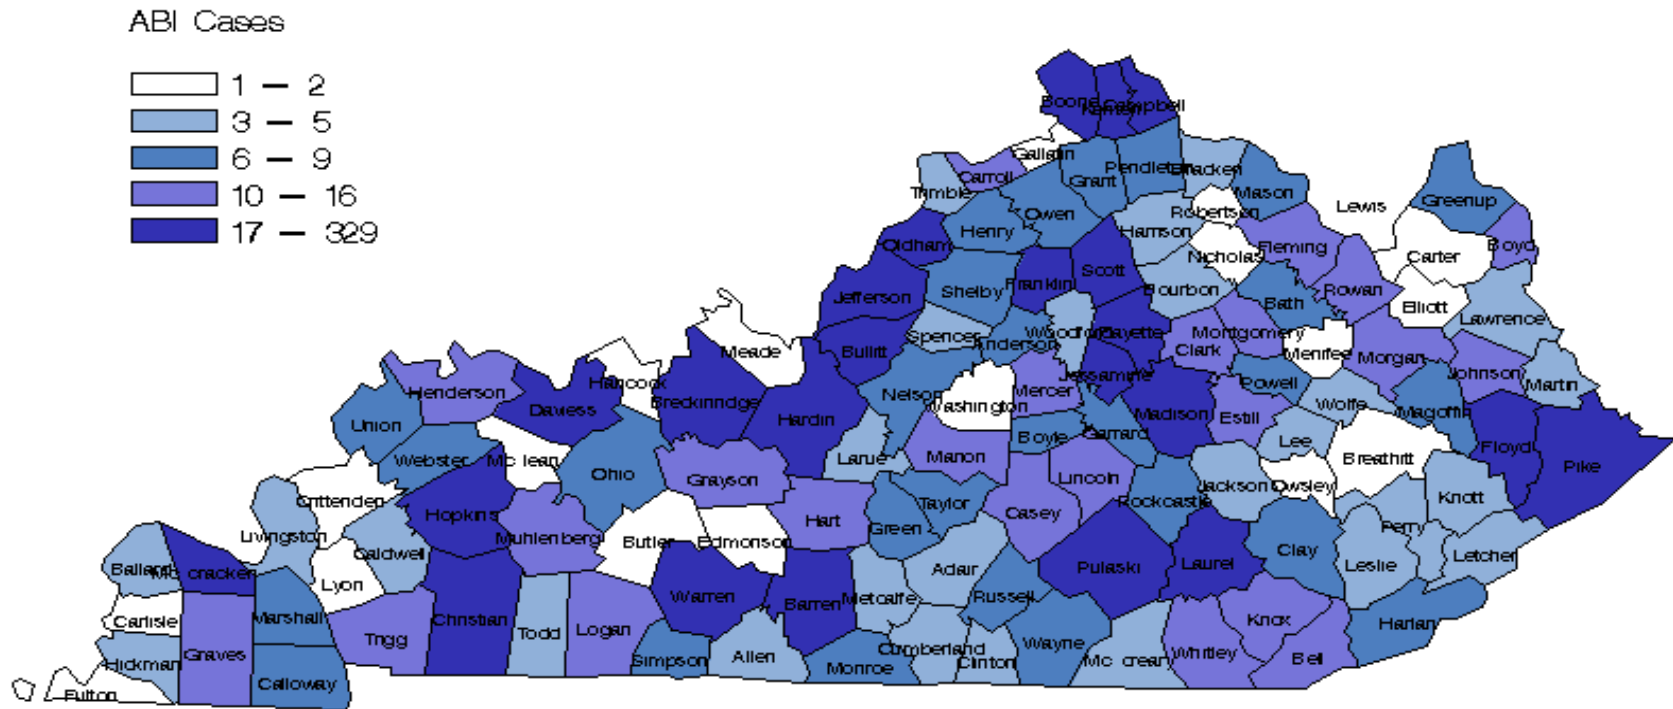 ABI Cases
1 — 2
3 — 5
6 — 9
10 — 16
17 — 329
Boone
Kenton
Campbell
Gallatin
Carroll
Trimble
Grant
Pendleton
Bracken
Mason
Robertson
Lewis
Greenup
Owen
Henry
Harrison
Oldham
Nicholas
Fleming
Carter
Boyd
Scott
Franklin
Bourbon
Rowan
Elliott
Jefferson
Shelby
Bath
Lawrence
Spencer
Anderson
Woodford
Fayette
Montgomery
Clark
Menifee
Morgan
Bullitt
Meade
Johnson
Martin
Jessamine
Mercer
Powell
Hancock
Henderson
Daviess
Breckinridge
Hardin
Nelson
Washington
Madison
Estill
Wolfe
Magoffin
Union
Boyle
Garrard
Lee
Floyd
Pike
Webster
Mc lean
Ohio
Larue
Marion
Breathitt
Grayson
Lincoln
Jackson
Owsley
Knott
Crittenden
Hopkins
Taylor
Rockcastle
Casey
Hart
Green
Perry
Livingston
Muhlenberg
Butler
Edmonson
Caldwell
Clay
Letcher
Ballard
Mc cracken
Lyon
Adair
Pulaski
Laurel
Leslie
Carlisle
Marshall
Christian
Warren
Barren
Metcalfe
Russell
Trigg
Todd
Logan
Knox
Harlan
Hickman
Graves
Calloway
Simpson
Allen
Monroe
Cumberland
Clinton
Wayne
Mc crean
Whitley
Bell
Fulton